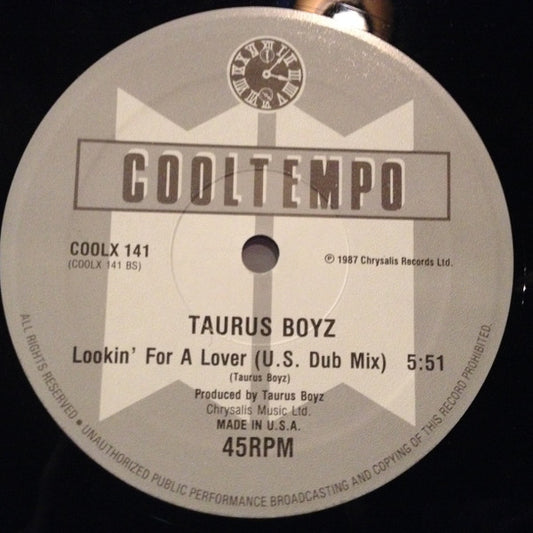 COOLTEMPO
COOLX 141
(COOLX 141 BS)
℗ 1987 Chrysalis Records Ltd.
TAURUS BOYZ
Lookin' For A Lover (U.S. Dub Mix) 5:51
(Taurus Boyz)
Produced by Taurus Boyz
Chrysalis Music Ltd.
MADE IN U.S.A.
45RPM
ALL RIGHTS RESERVED • UNAUTHORIZED PUBLIC PERFORMANCE BROADCASTING AND COPYING OF THIS RECORD PROHIBITED.